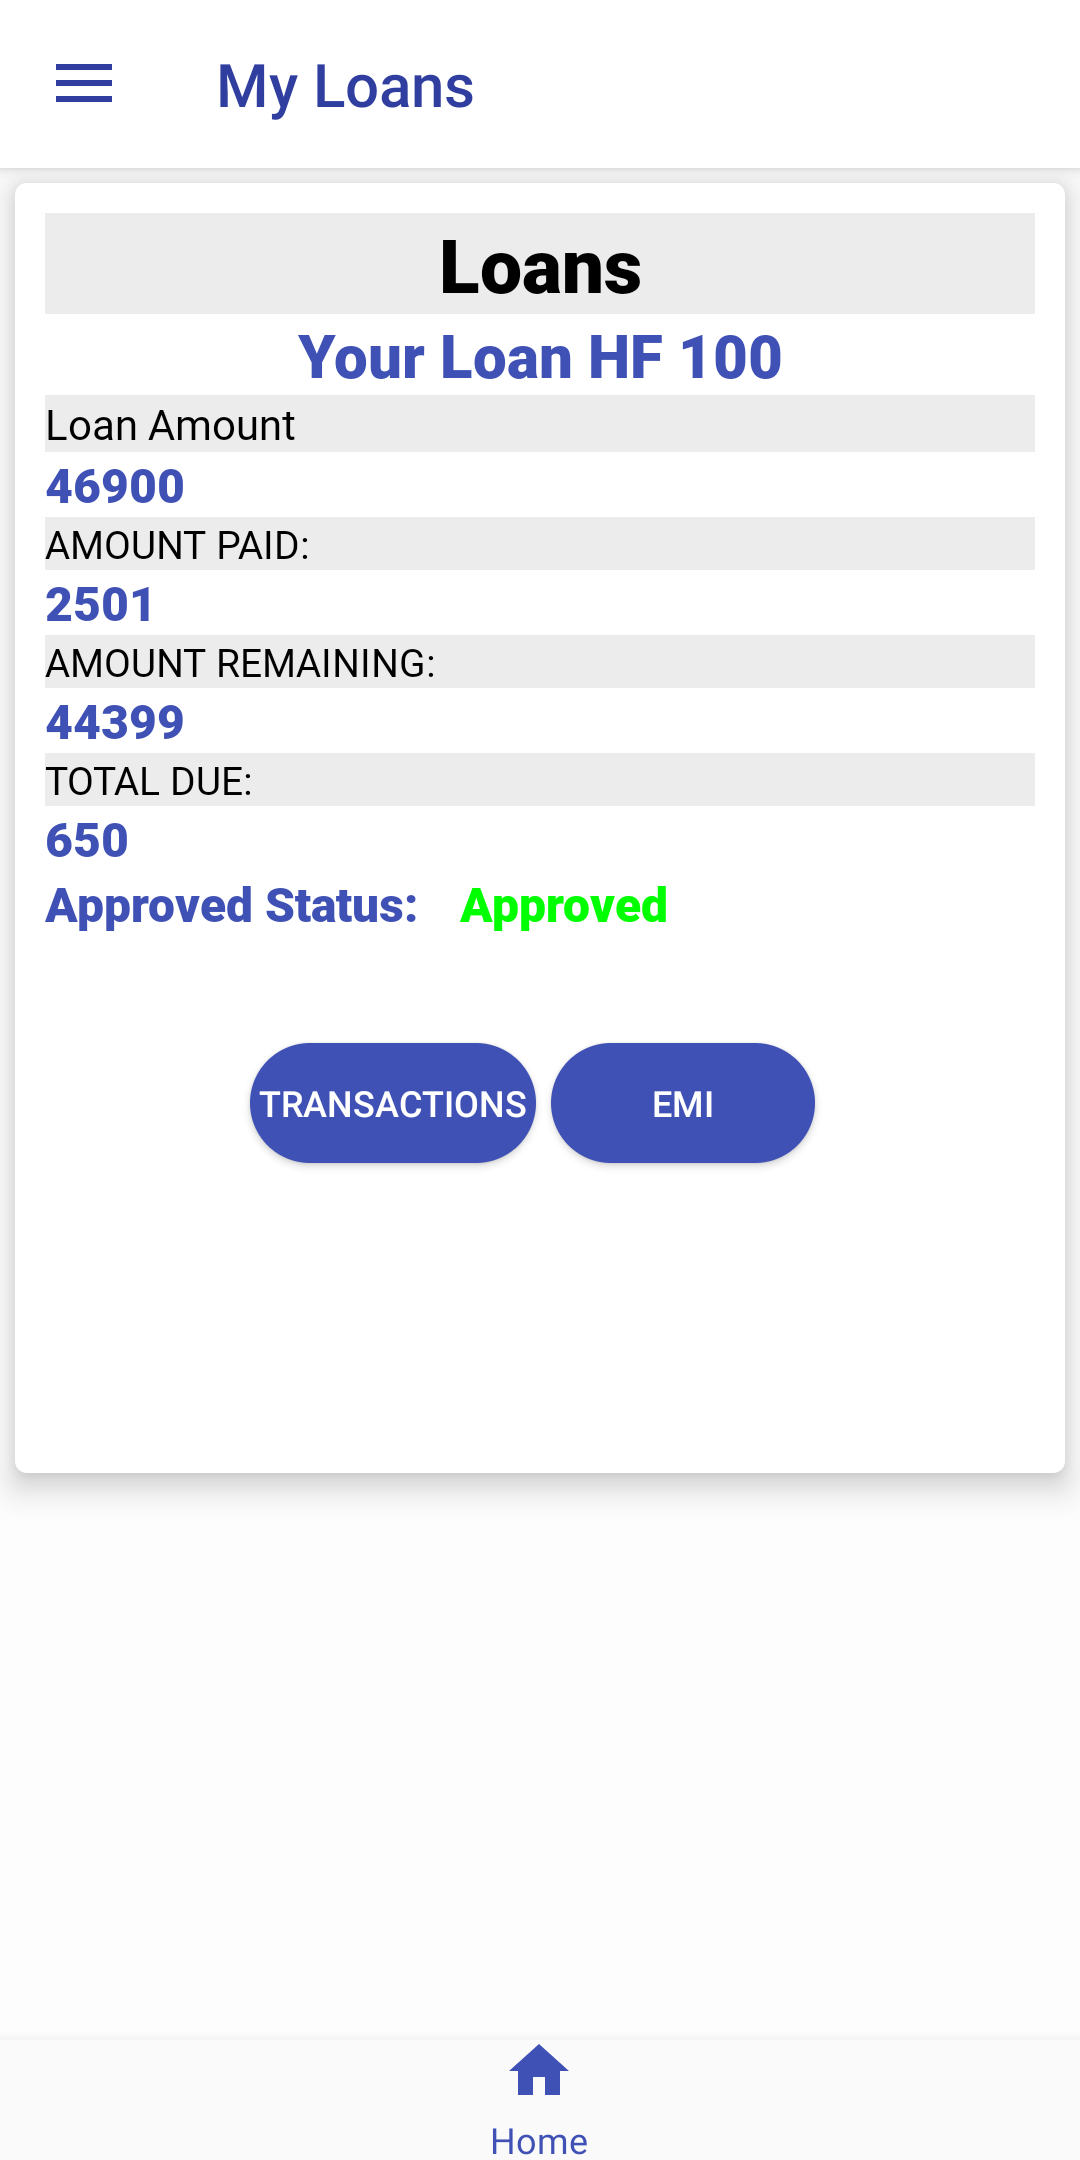 My Loans
Loans
Your Loan HF 100
Loan Amount
46900
AMOUNT PAID:
2501
AMOUNT REMAINING:
44399
TOTAL DUE:
650
Approved Status: Approved
TRANSACTIONS EMI
Home